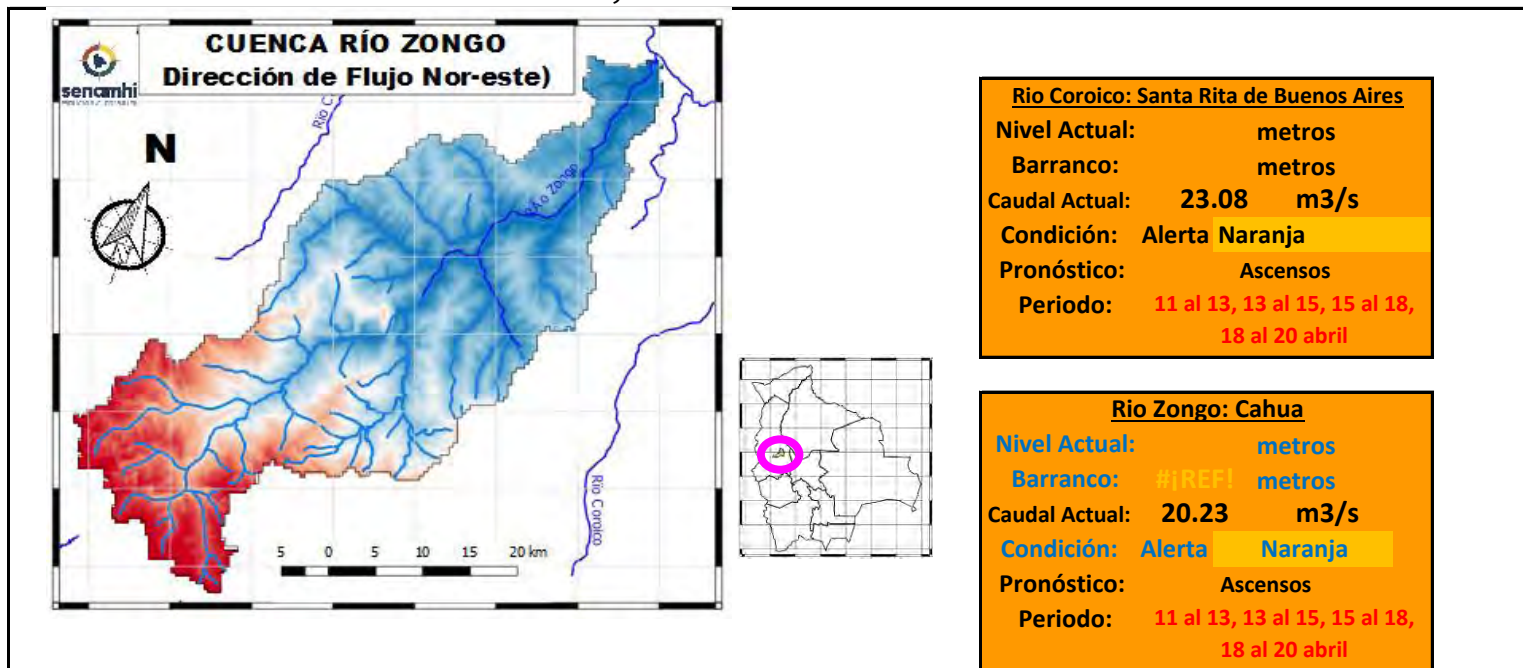 CUENCA RÍO ZONGO
Dirección de Flujo Nor-este)
senamhi
N
Río C
Río Zongo
Río Coroico
5 0 5 10 15 20 km
Rio Coroico: Santa Rita de Buenos Aires
Nivel Actual: metros
Barranco: metros
Caudal Actual: 23.08 m3/s
Condición: Alerta Naranja
Pronóstico: Ascensos
Periodo: 11 al 13, 13 al 15, 15 al 18,
18 al 20 abril
Rio Zongo: Cahua
Nivel Actual: metros
Barranco: #¡REF! metros
Caudal Actual: 20.23 m3/s
Condición: Alerta Naranja
Pronóstico: Ascensos
Periodo: 11 al 13, 13 al 15, 15 al 18,
18 al 20 abril